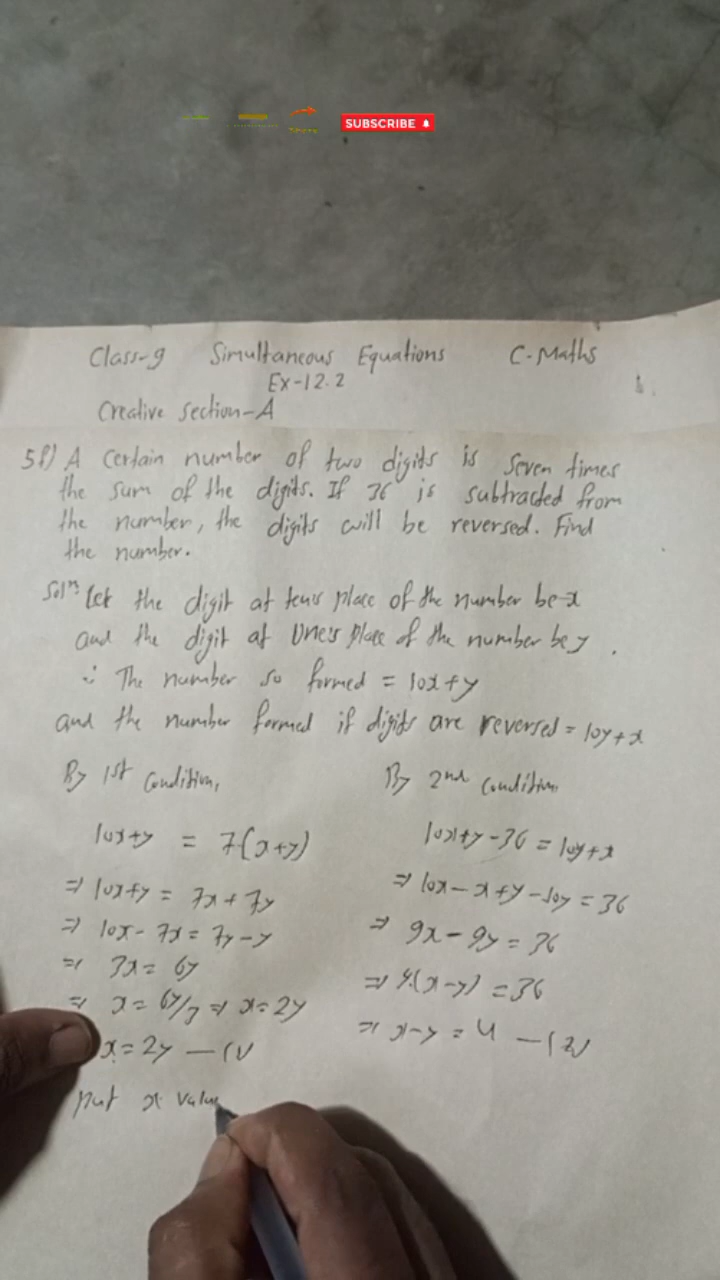 SUBSCRIBE
Class-9 Simultaneous Equations C-Maths
Ex-12.2
Creative Section-A
5f) A certain number of two digits is seven times
the sum of the digits. If 36 is subtracted from
the number, the digits will be reversed. Find
the number.
Solⁿ Let the digit at ten's place of the number be x
and the digit at one's place of the number be y.
∴ The number so formed = 10x+y
and the number formed if digits are reversed = 10y+x
By 1st Condition,
10x+y = 7(x+y)
⇒ 10x+y = 7x+7y
⇒ 10x-7x = 7y-y
⇒ 3x = 6y
⇒ x = 6y/3 ⇒ x=2y
x=2y —(1)
By 2nd Condition
10x+y-36 = 10y+x
⇒ 10x-x+y-10y = 36
⇒ 9x-9y = 36
⇒ 9(x-y) = 36
⇒ x-y = 4 —(2)
put x value